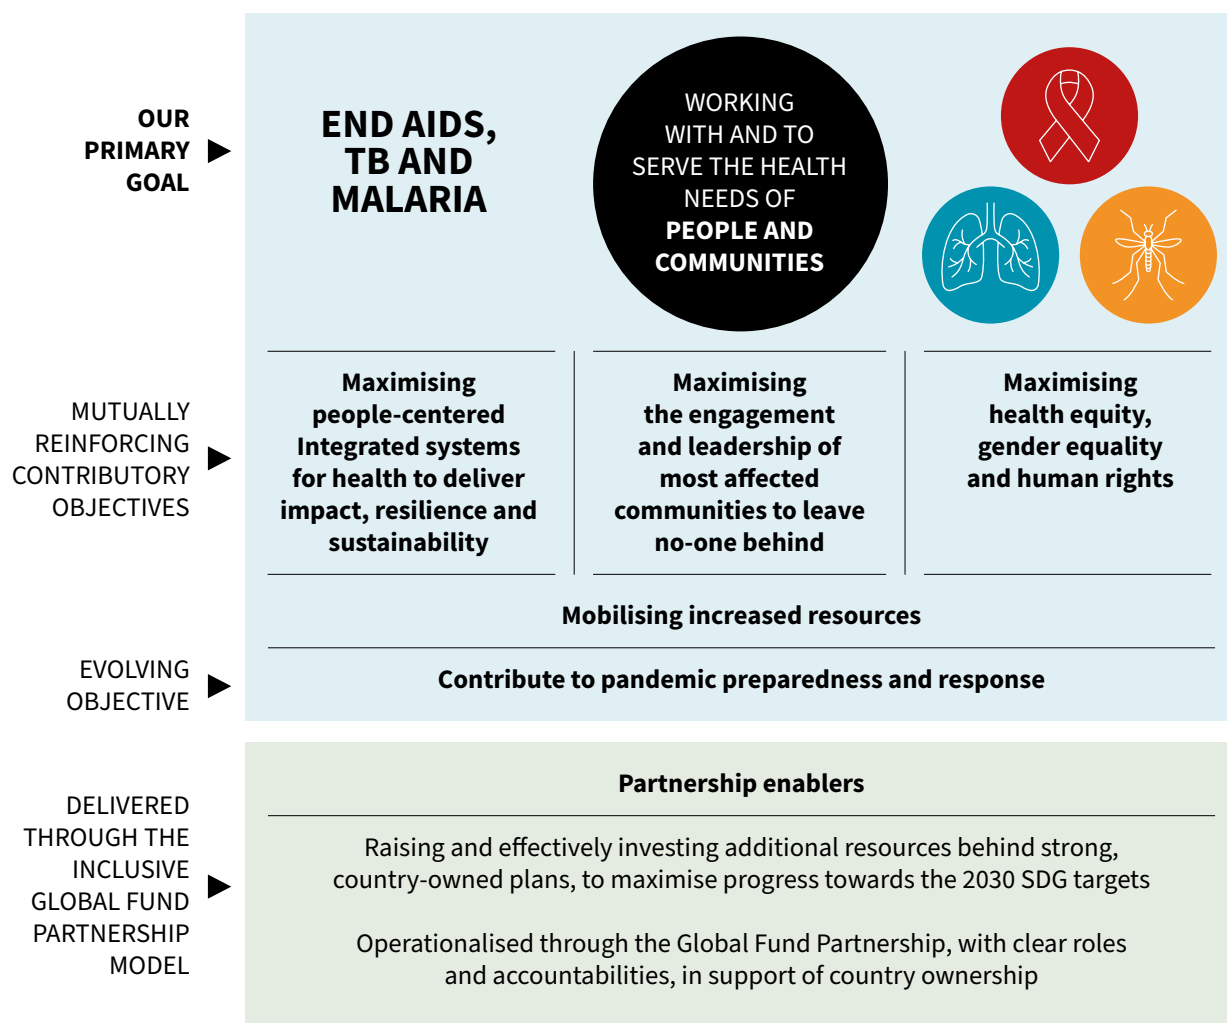 OUR
PRIMARY
GOAL
END AIDS,
TB AND
MALARIA
WORKING
WITH AND TO
SERVE THE HEALTH
NEEDS OF
PEOPLE AND
COMMUNITIES
MUTUALLY
REINFORCING
CONTRIBUTORY
OBJECTIVES
Maximising
people-centered
Integrated systems
for health to deliver
impact, resilience and
sustainability
Maximising
the engagement
and leadership of
most affected
communities to leave
no-one behind
Maximising
health equity,
gender equality
and human rights
Mobilising increased resources
EVOLVING
OBJECTIVE
Contribute to pandemic preparedness and response
DELIVERED
THROUGH THE
INCLUSIVE
GLOBAL FUND
PARTNERSHIP
MODEL
Partnership enablers
Raising and effectively investing additional resources behind strong,
country-owned plans, to maximise progress towards the 2030 SDG targets
Operationalised through the Global Fund Partnership, with clear roles
and accountabilities, in support of country ownership